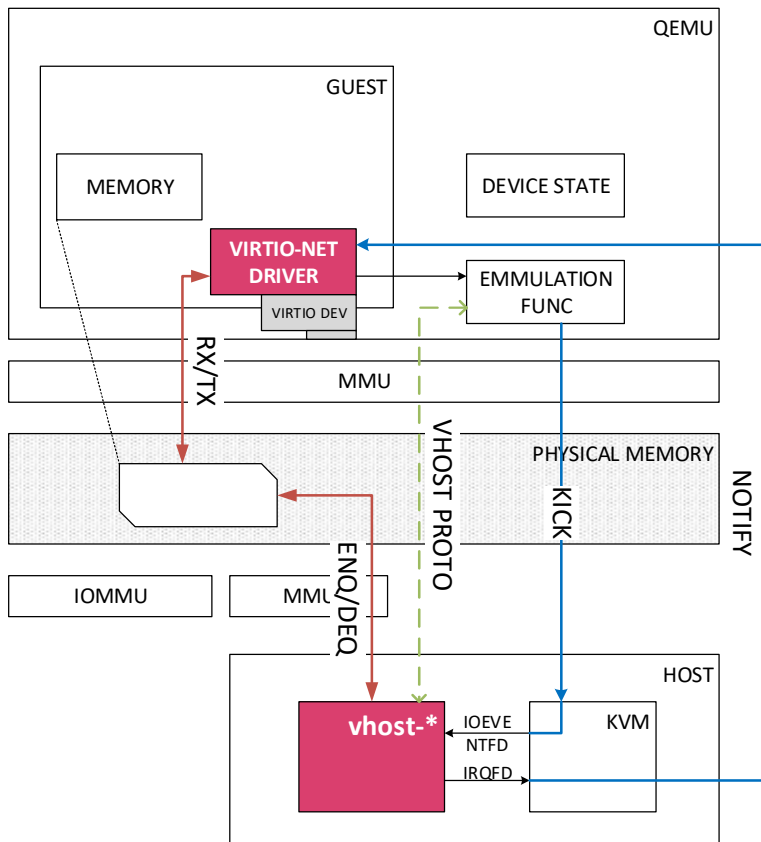 QEMU
GUEST
MEMORY
DEVICE STATE
VIRTIO-NET
DRIVER
EMMULATION
FUNC
VIRTIO DEV
RX/TX
MMU
VHOST PROTO
PHYSICAL MEMORY
KICK
NOTIFY
ENQ/DEQ
IOMMU
MMU
HOST
vhost-*
IOEVE
NTFD
KVM
IRQFD